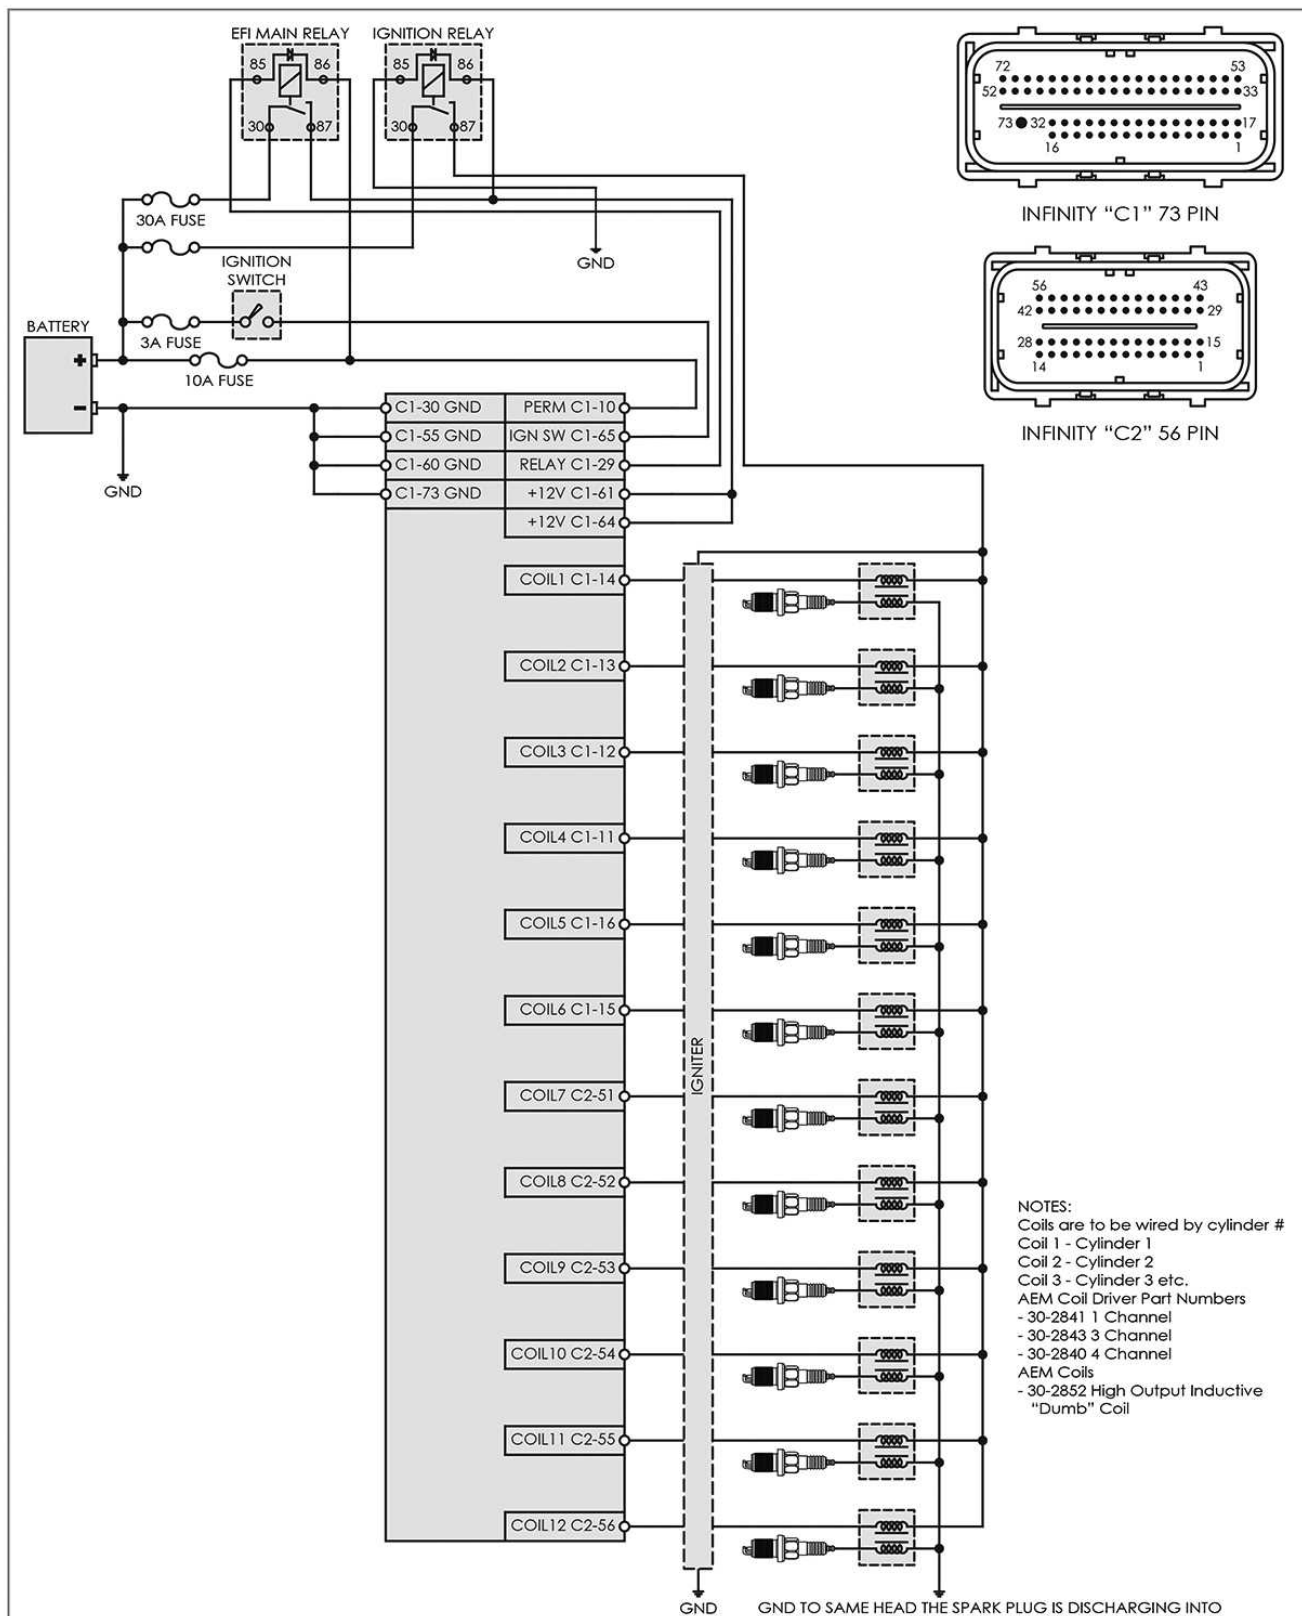 EFI MAIN RELAY
IGNITION RELAY
85
86
30
87
85
86
30
87
72
53
52
33
73
32
17
16
1
INFINITY “C1” 73 PIN
30A FUSE
GND
IGNITION
SWITCH
56
43
42
29
28
15
14
1
INFINITY “C2” 56 PIN
BATTERY
+
-
3A FUSE
10A FUSE
GND
C1-30 GND
PERM C1-10
C1-55 GND
IGN SW C1-65
C1-60 GND
RELAY C1-29
C1-73 GND
+12V C1-61
+12V C1-64
COIL1 C1-14
COIL2 C1-13
COIL3 C1-12
COIL4 C1-11
COIL5 C1-16
COIL6 C1-15
COIL7 C2-51
COIL8 C2-52
COIL9 C2-53
COIL10 C2-54
COIL11 C2-55
COIL12 C2-56
IGNITER
NOTES:
Coils are to be wired by cylinder #
Coil 1 - Cylinder 1
Coil 2 - Cylinder 2
Coil 3 - Cylinder 3 etc.
AEM Coil Driver Part Numbers
- 30-2841 1 Channel
- 30-2843 3 Channel
- 30-2840 4 Channel
AEM Coils
- 30-2852 High Output Inductive
“Dumb” Coil
GND
GND TO SAME HEAD THE SPARK PLUG IS DISCHARGING INTO